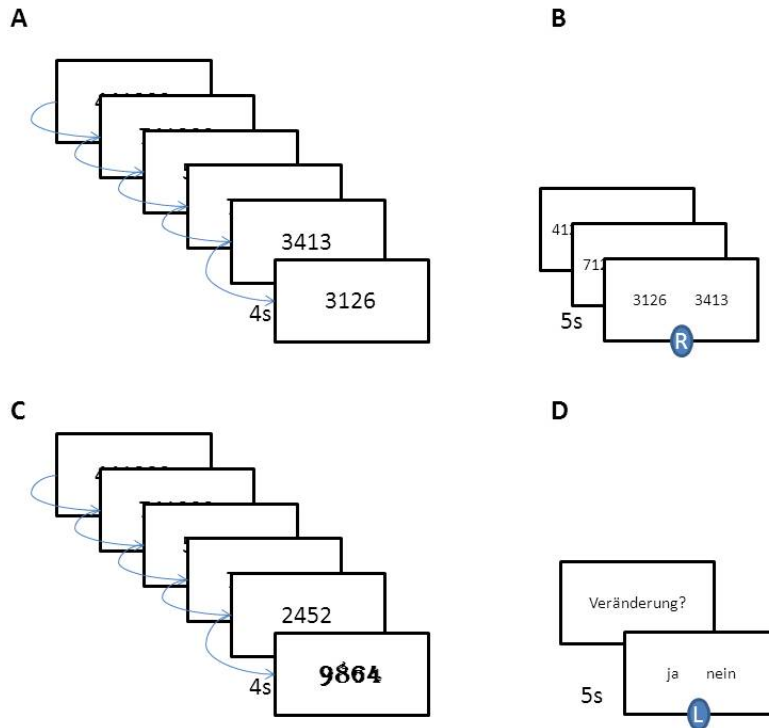 A
B
3413
3126
4s
3126 3413
5s
R
C
D
2452
9864
4s
Veränderung?
ja nein
5s
L